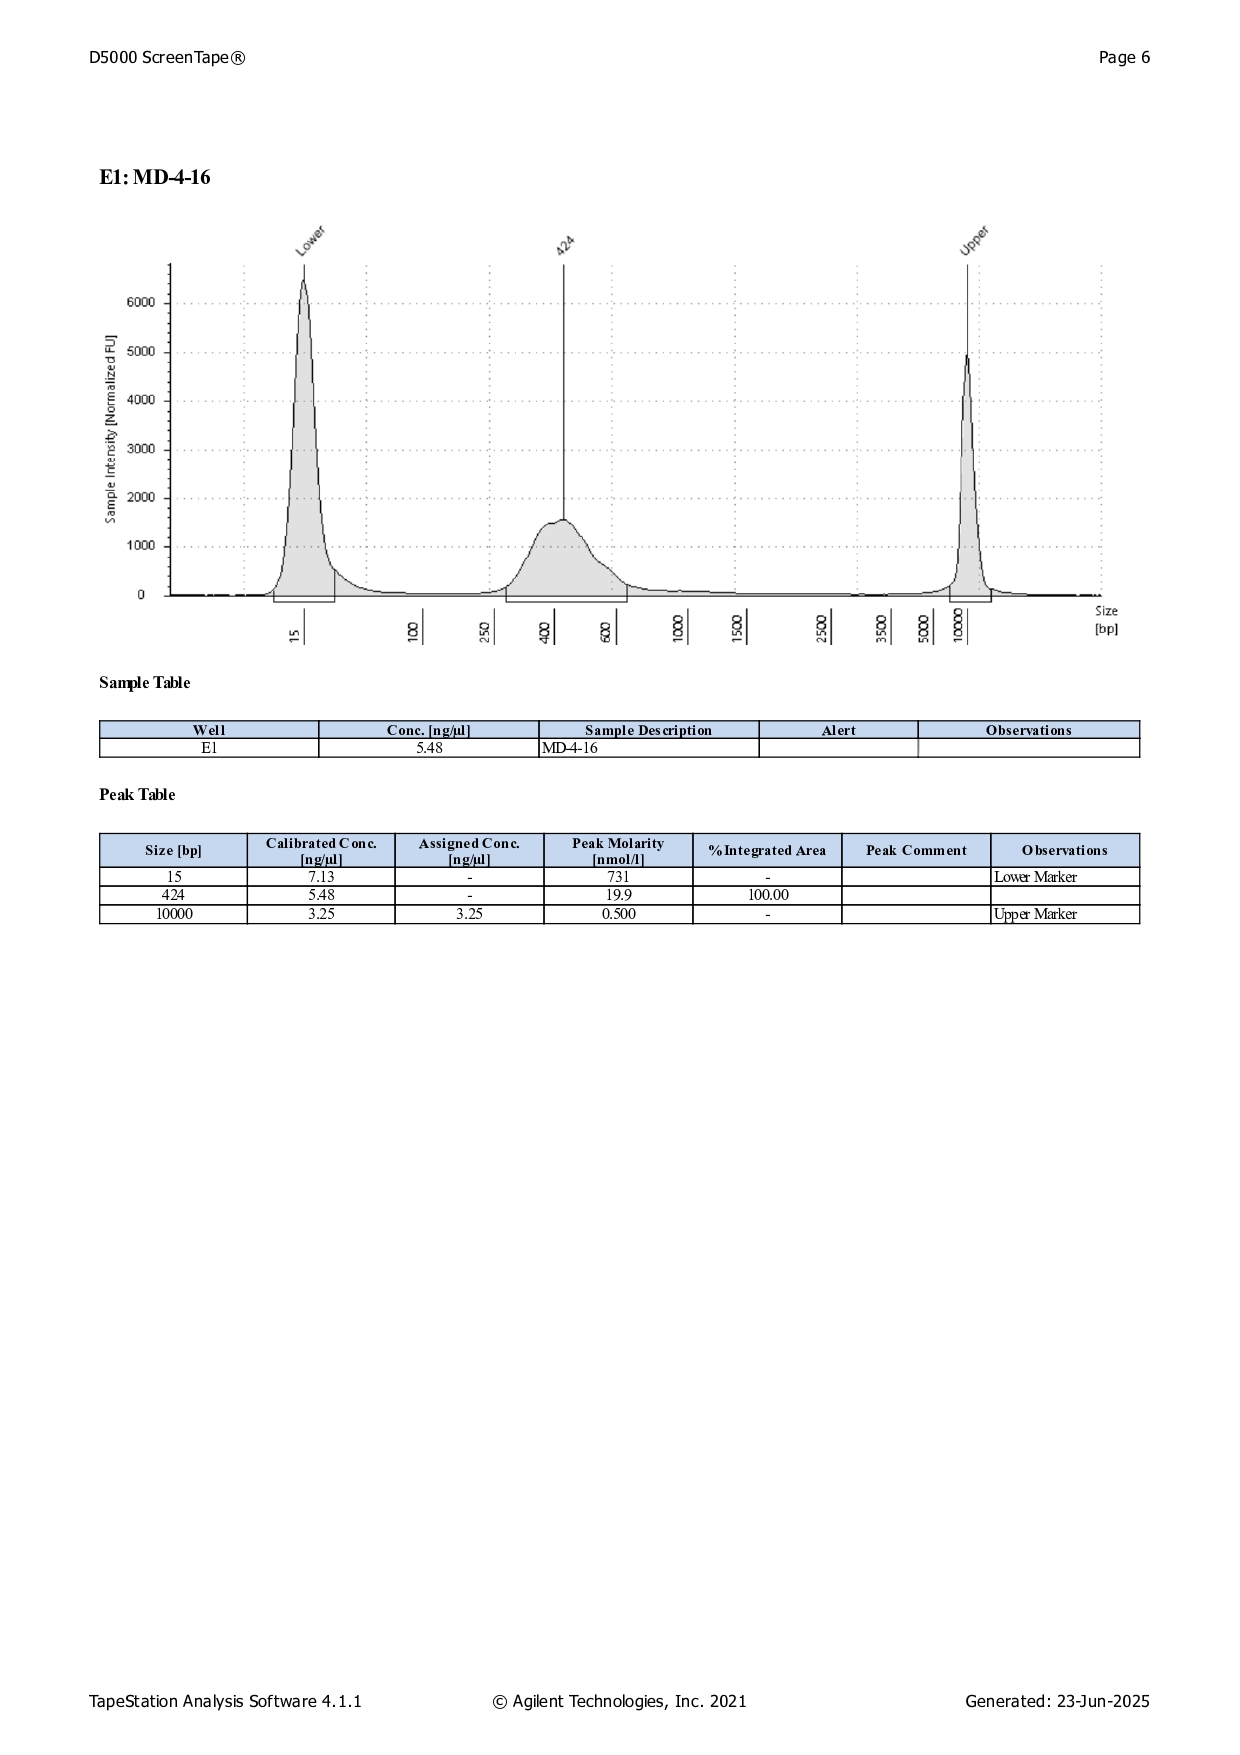 D5000 ScreenTape® Page 6
E1: MD-4-16
Lower 424 Upper
Sample Intensity [Normalized FU]
6000
5000
4000
3000
2000
1000
0
15 100 250 400 600 1000 1500 2500 3500 5000 10000
Size
[bp]
Sample Table
Well Conc. [ng/µl] Sample Description Alert Observations
E1 5.48 MD-4-16
Peak Table
Size [bp] Calibrated Conc. [ng/µl] Assigned Conc. [ng/µl] Peak Molarity [nmol/l] % Integrated Area Peak Comment Observations
15 7.13 - 731 - Lower Marker
424 5.48 - 19.9 100.00
10000 3.25 3.25 0.500 - Upper Marker
TapeStation Analysis Software 4.1.1 © Agilent Technologies, Inc. 2021 Generated: 23-Jun-2025